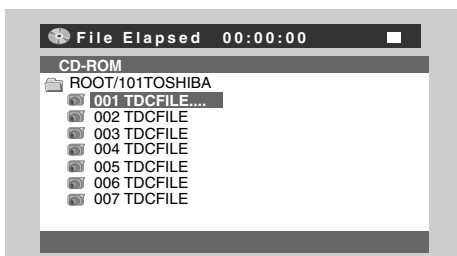 File Elapsed 00:00:00
CD-ROM
ROOT/101TOSHIBA
001 TDCFILE....
002 TDCFILE
003 TDCFILE
004 TDCFILE
005 TDCFILE
006 TDCFILE
007 TDCFILE